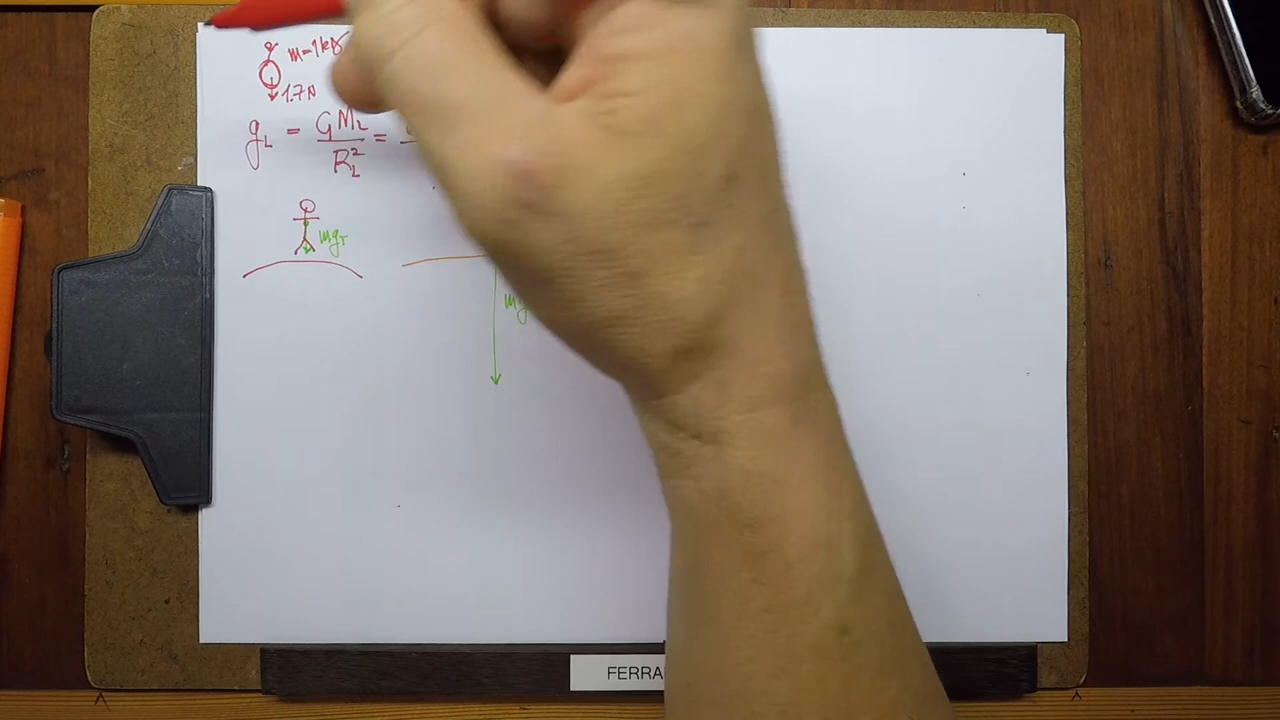 m=1kg
1.7N
g_L = GM_L / R_L^2 =
mg_T
mg
FERRA